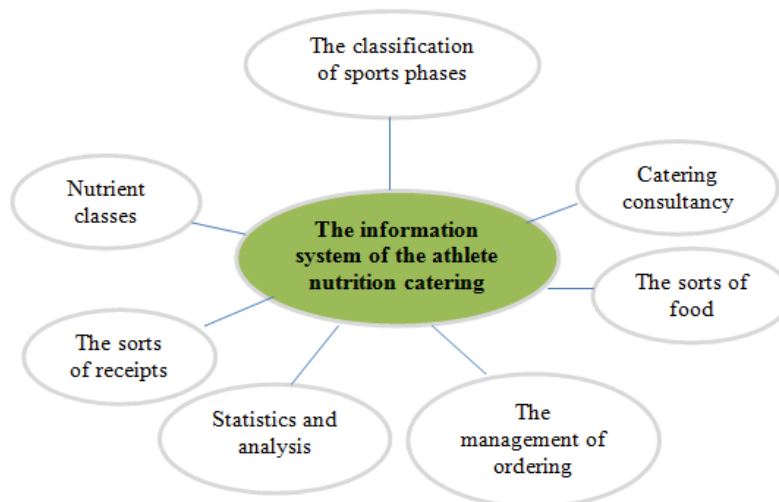 The classification
of sports phases
Nutrient
classes
Catering
consultancy
The information
system of the athlete
nutrition catering
The sorts of
food
The sorts
of receipts
Statistics and
analysis
The
management of
ordering